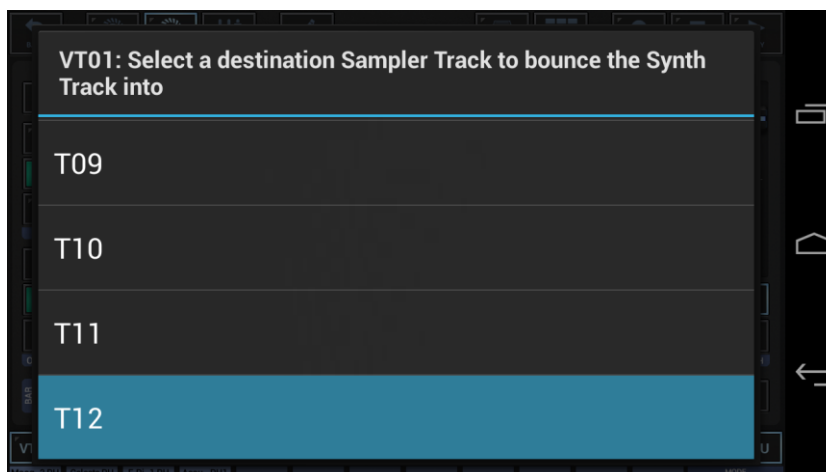 VT01: Select a destination Sampler Track to bounce the Synth
Track into
T09
T10
T11
T12